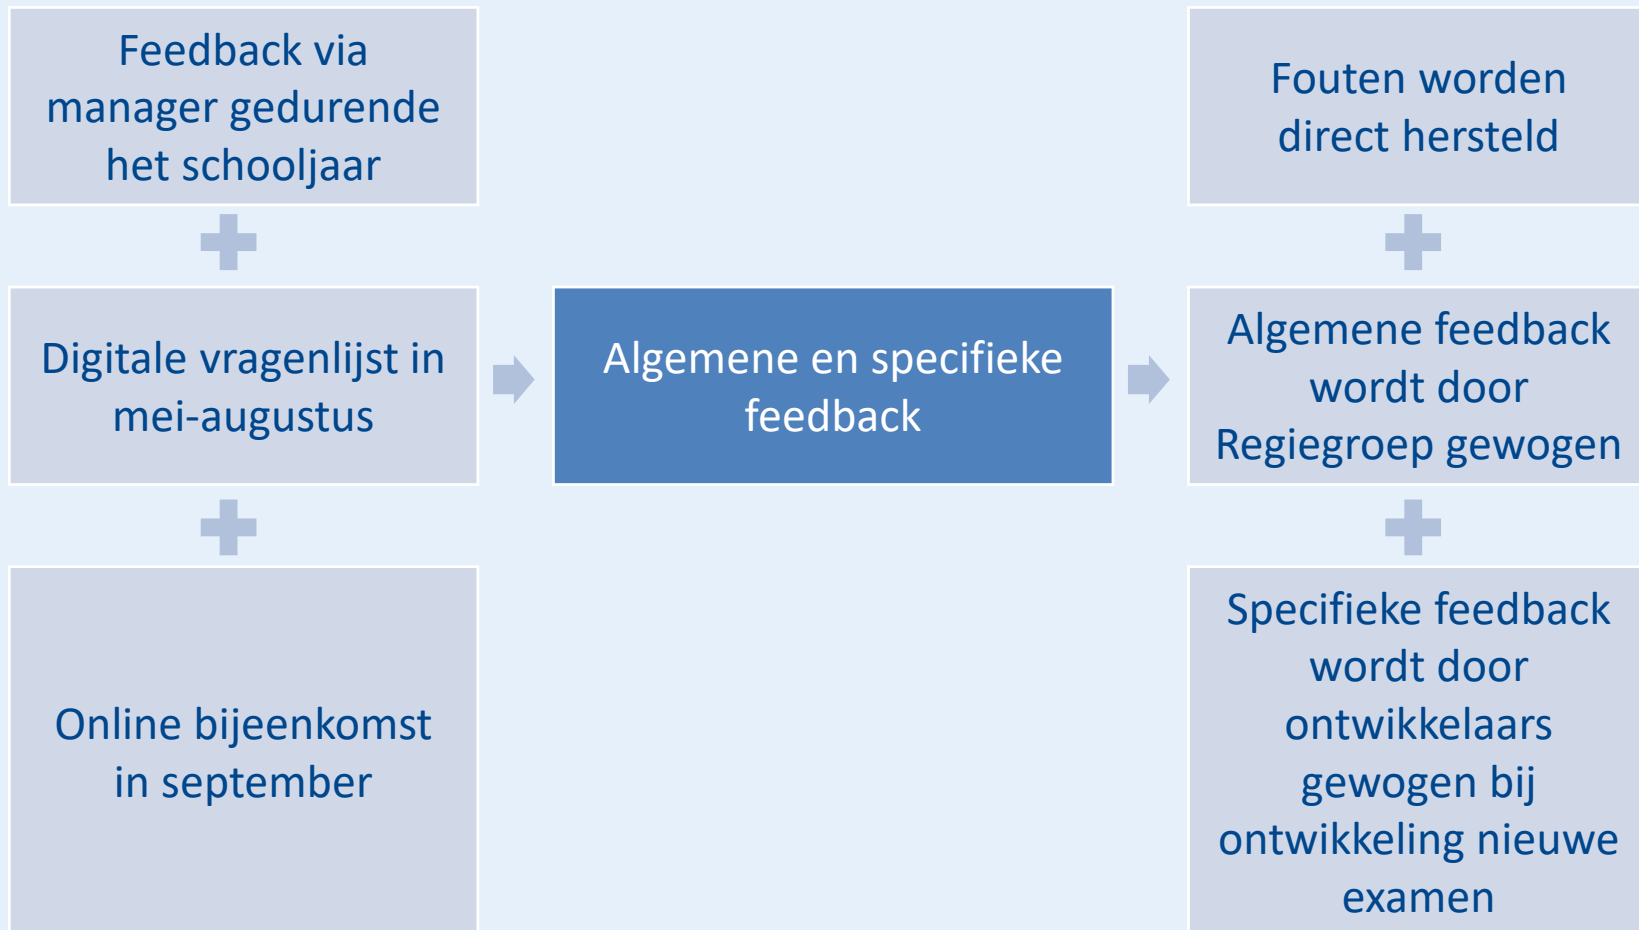 Feedback via
manager gedurende
het schooljaar
Digitale vragenlijst in
mei-augustus
Online bijeenkomst
in september
Algemene en specifieke
feedback
Fouten worden
direct hersteld
Algemene feedback
wordt door
Regiegroep gewogen
Specifieke feedback
wordt door
ontwikkelaars
gewogen bij
ontwikkeling nieuwe
examen